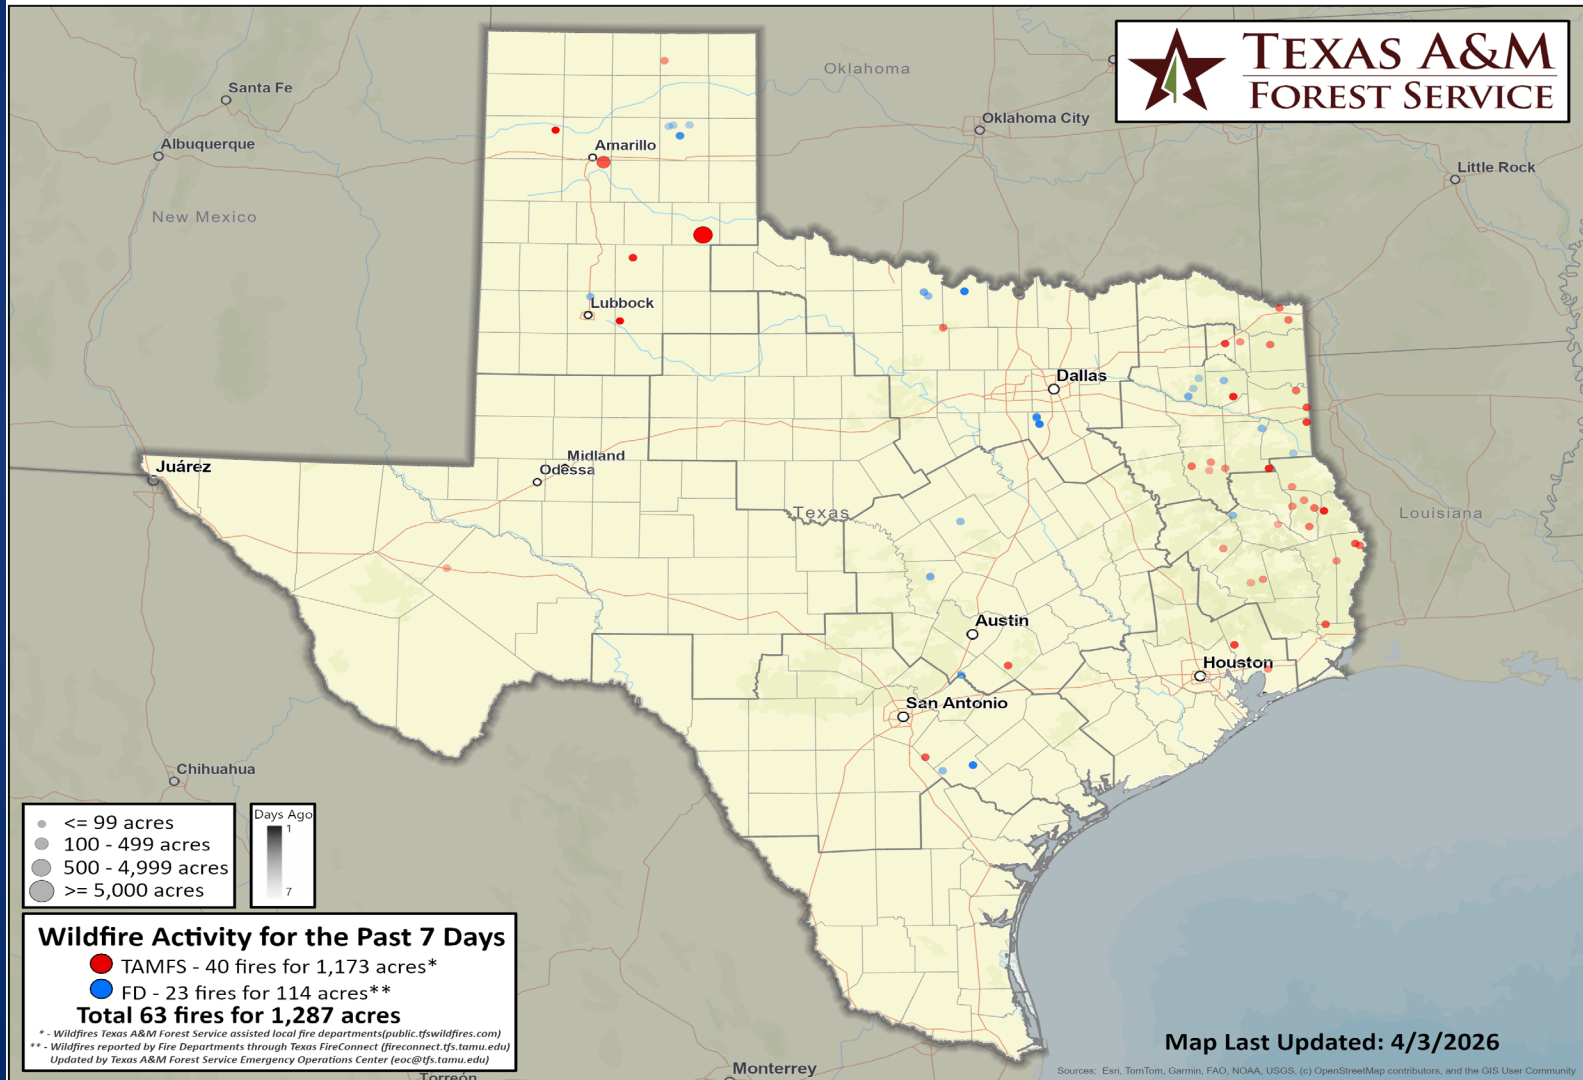 TEXAS A&M
FOREST SERVICE
Oklahoma
Santa Fe
Oklahoma City
Albuquerque
Amarillo
Little Rock
New Mexico
Lubbock
Dallas
Midland
Odessa
Juárez
Texas
Louisiana
Austin
Houston
San Antonio
Chihuahua
<= 99 acres
100 - 499 acres
500 - 4,999 acres
>= 5,000 acres
Days Ago
1
7
Wildfire Activity for the Past 7 Days
TAMFS - 40 fires for 1,173 acres*
FD - 23 fires for 114 acres**
Total 63 fires for 1,287 acres
* - Wildfires Texas A&M Forest Service assisted local fire departments(public.tfswildfires.com)
** - Wildfires reported by Fire Departments through Texas FireConnect (fireconnect.tfs.tamu.edu)
Updated by Texas A&M Forest Service Emergency Operations Center (eoc@tfs.tamu.edu)
Map Last Updated: 4/3/2026
Monterrey
Torreón
Sources: Esri, TomTom, Garmin, FAO, NOAA, USGS, (c) OpenStreetMap contributors, and the GIS User Community